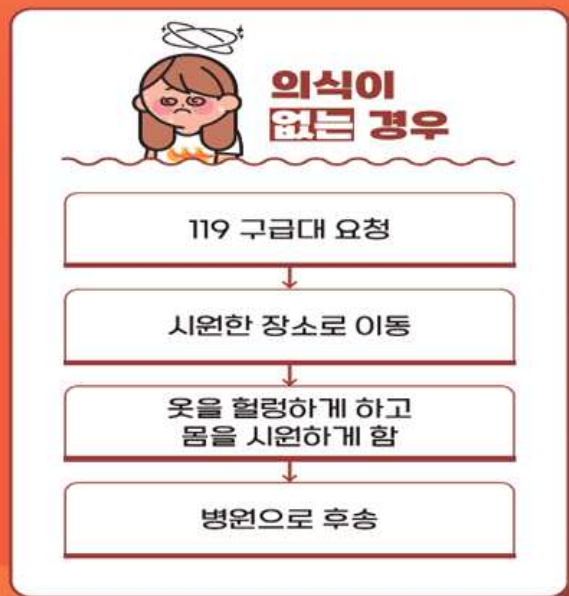 의식이
없는 경우
119 구급대 요청
시원한 장소로 이동
옷을 헐렁하게 하고
몸을 시원하게 함
병원으로 후송